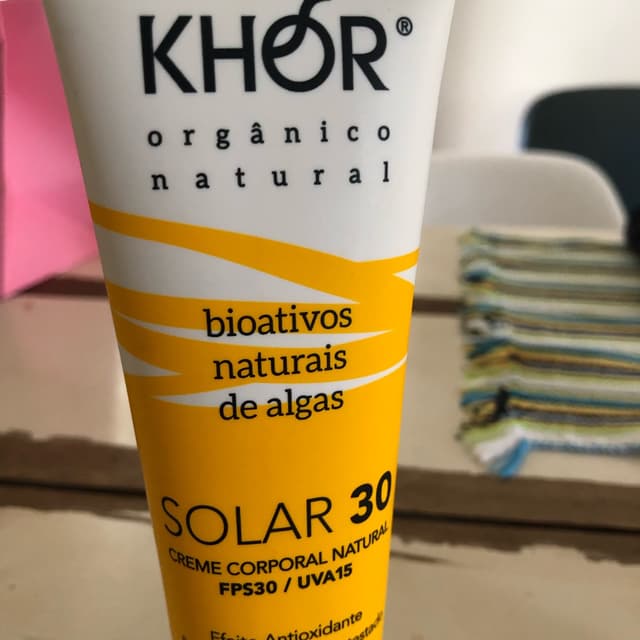 KHOR®
orgânico
natural
bioativos
naturais
de algas
SOLAR 30
CREME CORPORAL NATURAL
FPS30 / UVA15
Efeito Antioxidante